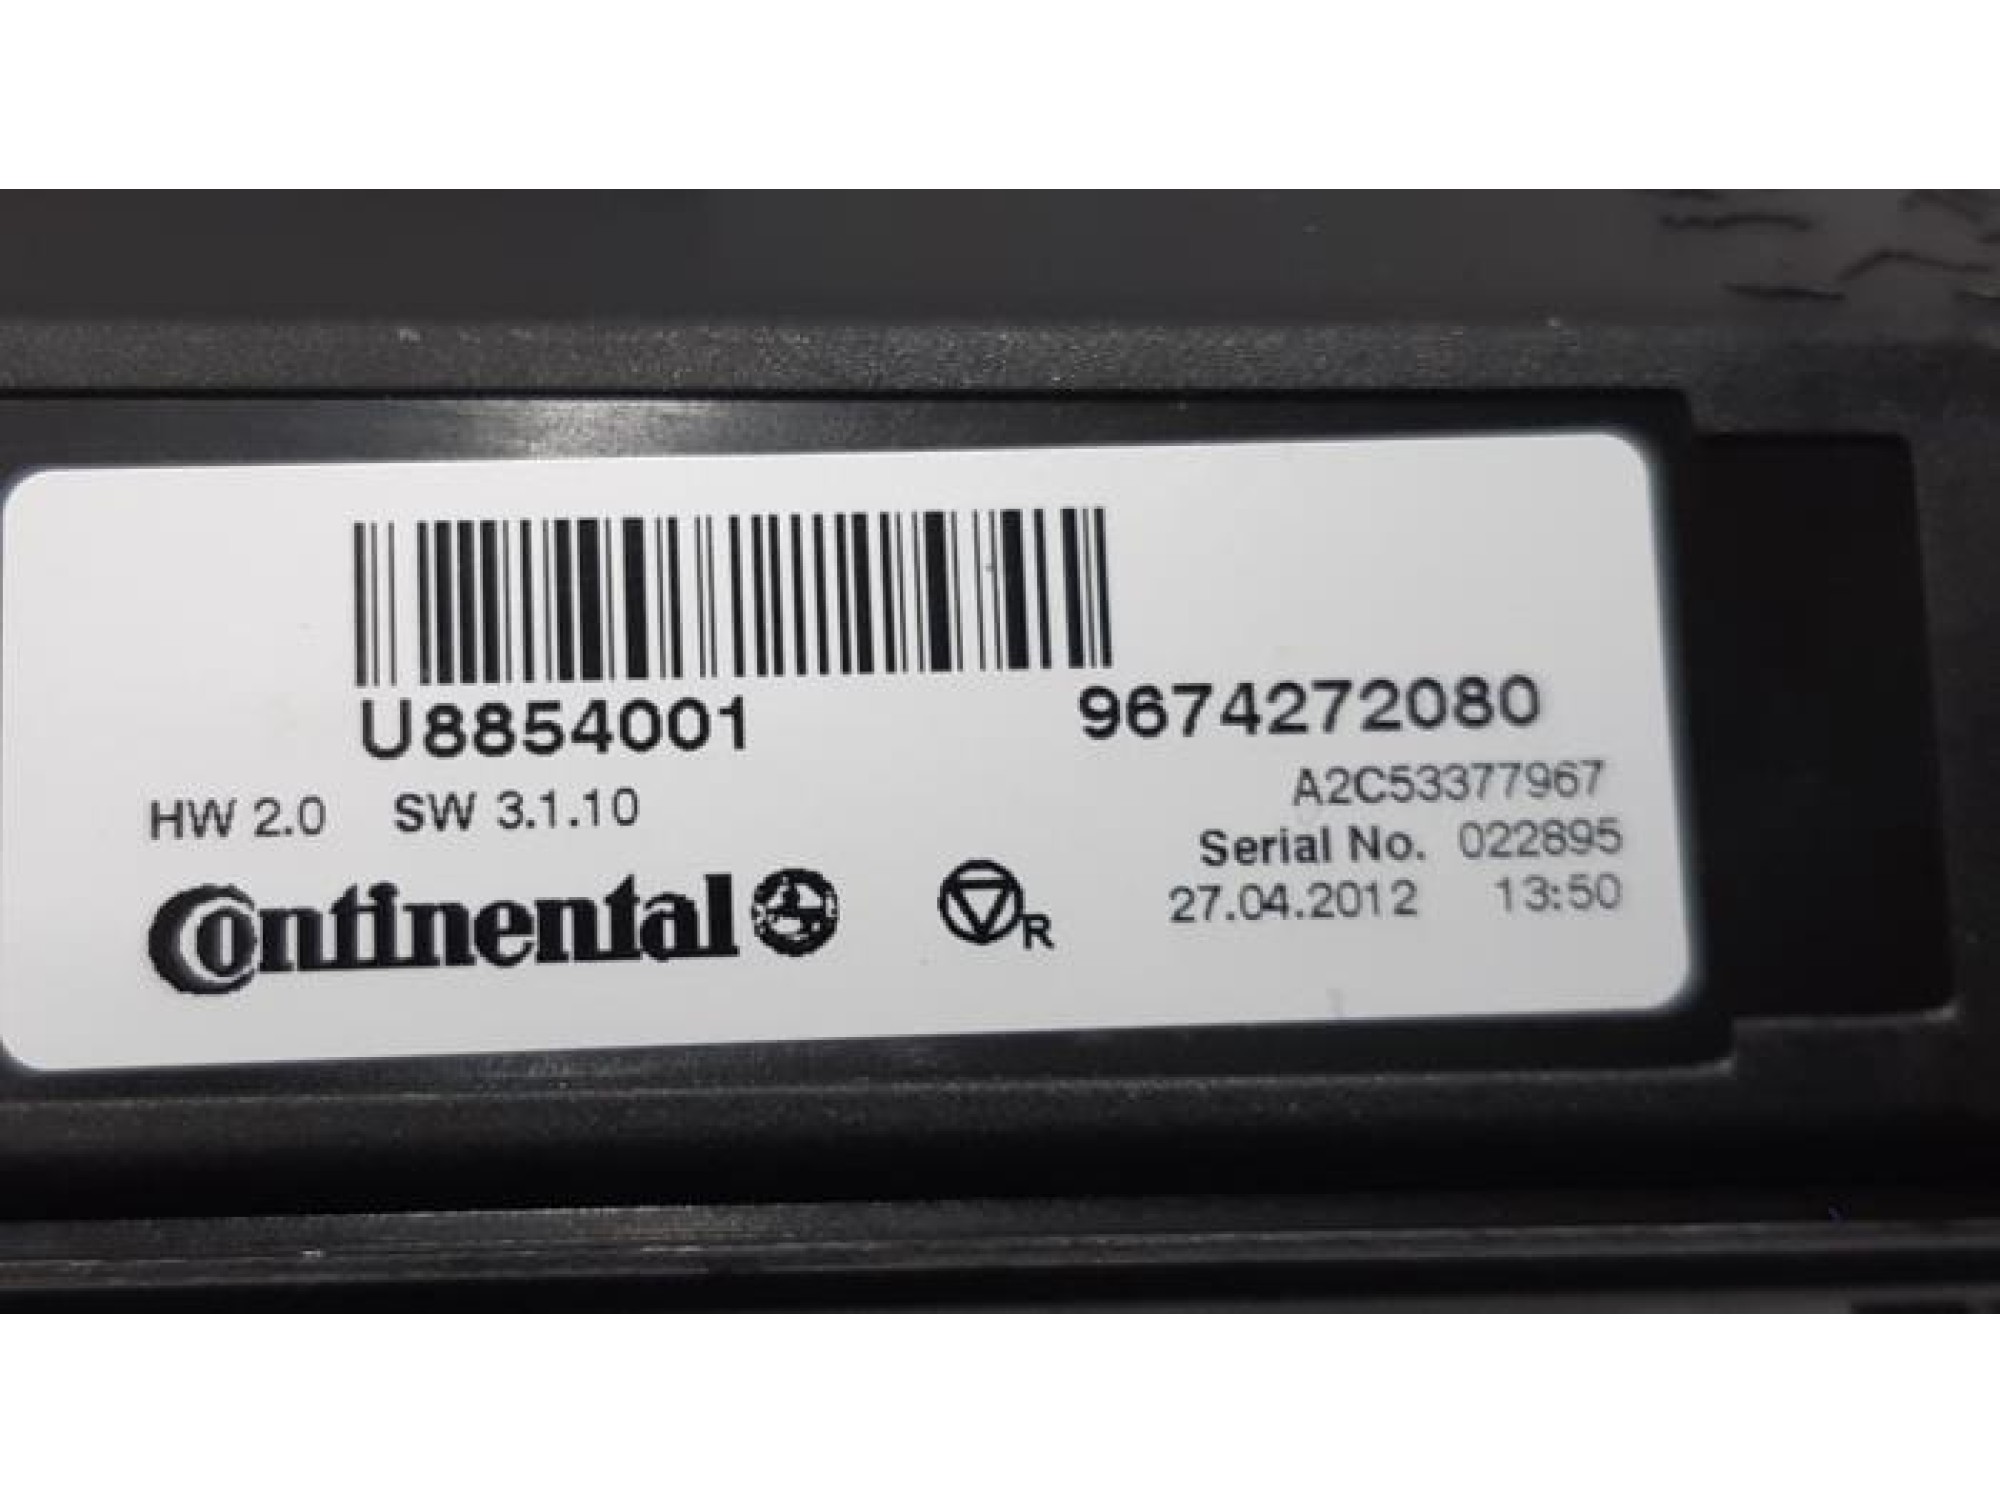 U8854001 9674272080
HW 2.0 SW 3.1.10 A2C53377967
Serial No. 022895
Continental R 27.04.2012 13:50